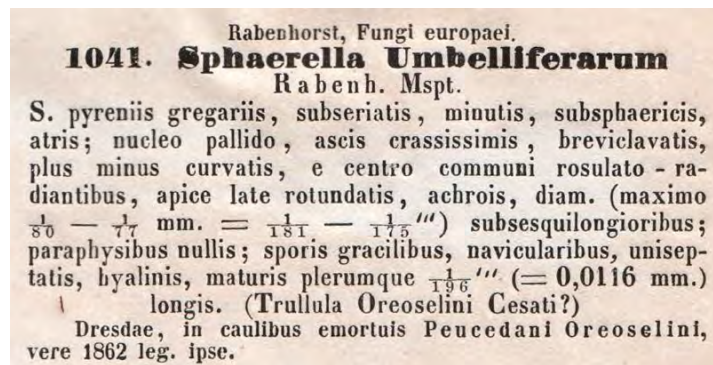 Rabenhorst, Fungi europaei.
1041. Sphaerella Umbelliferarum
Rabenh. Mspt.
S. pyreniis gregariis, subseriatis, minutis, subsphaericis,
atris; nucleo pallido, ascis crassissimis, breviclavatis,
plus minus curvatis, e centro communi rosulato-ra-
diantibus, apice late rotundatis, achrois, diam. (maximo
1/80 — 1/77 mm. = 1/181 — 1/175''') subsesquilongioribus;
paraphysibus nullis; sporis gracilibus, navicularibus, unisep-
tatis, hyalinis, maturis plerumque 1/196''' (= 0,0116 mm.)
longis. (Trullula Oreoselini Cesati?)
Dresdae, in caulibus emortuis Peucedani Oreoselini,
vere 1862 leg. ipse.